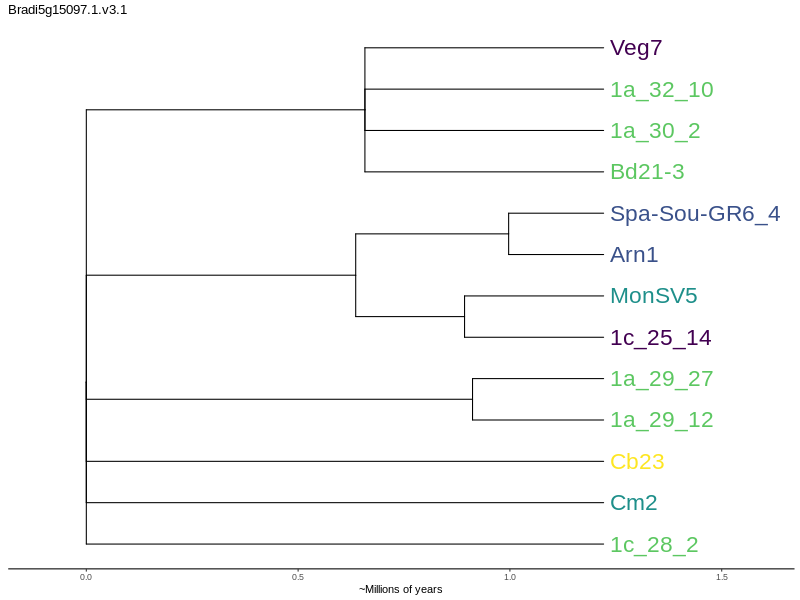 Bradi5g15097.1.v3.1
Veg7
1a_32_10
1a_30_2
Bd21-3
Spa-Sou-GR6_4
Arn1
MonSV5
1c_25_14
1a_29_27
1a_29_12
Cb23
Cm2
1c_28_2
0.0 0.5 1.0 1.5
~Millions of years